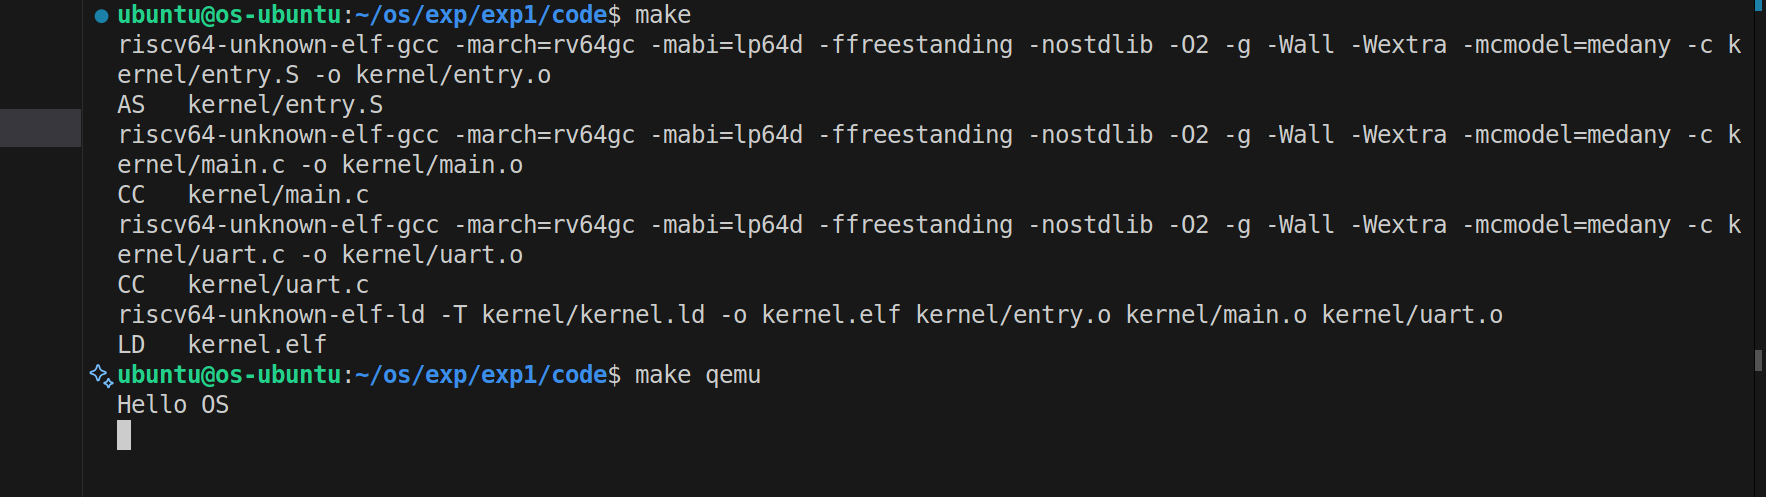 ubuntu@os-ubuntu:~/os/exp/exp1/code$ make
riscv64-unknown-elf-gcc -march=rv64gc -mabi=lp64d -ffreestanding -nostdlib -O2 -g -Wall -Wextra -mcmodel=medany -c k
ernel/entry.S -o kernel/entry.o
AS   kernel/entry.S
riscv64-unknown-elf-gcc -march=rv64gc -mabi=lp64d -ffreestanding -nostdlib -O2 -g -Wall -Wextra -mcmodel=medany -c k
ernel/main.c -o kernel/main.o
CC   kernel/main.c
riscv64-unknown-elf-gcc -march=rv64gc -mabi=lp64d -ffreestanding -nostdlib -O2 -g -Wall -Wextra -mcmodel=medany -c k
ernel/uart.c -o kernel/uart.o
CC   kernel/uart.c
riscv64-unknown-elf-ld -T kernel/kernel.ld -o kernel.elf kernel/entry.o kernel/main.o kernel/uart.o
LD   kernel.elf
ubuntu@os-ubuntu:~/os/exp/exp1/code$ make qemu
Hello OS